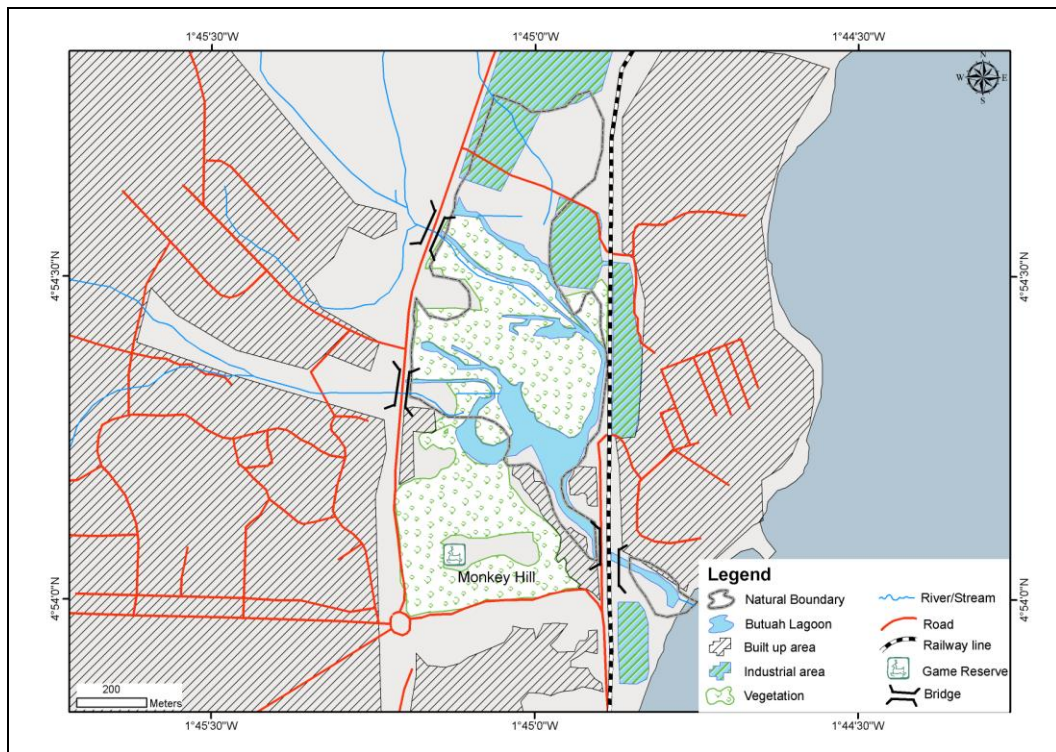 1°45'30"W 1°45'0"W 1°44'30"W
N
W E
S
4°54'30"N 4°54'30"N
Monkey Hill
4°54'0"N 4°54'0"N
Legend
Natural Boundary
Butuah Lagoon
Built up area
Industrial area
Vegetation
River/Stream
Road
Railway line
Game Reserve
Bridge
200
Meters
1°45'30"W 1°45'0"W 1°44'30"W